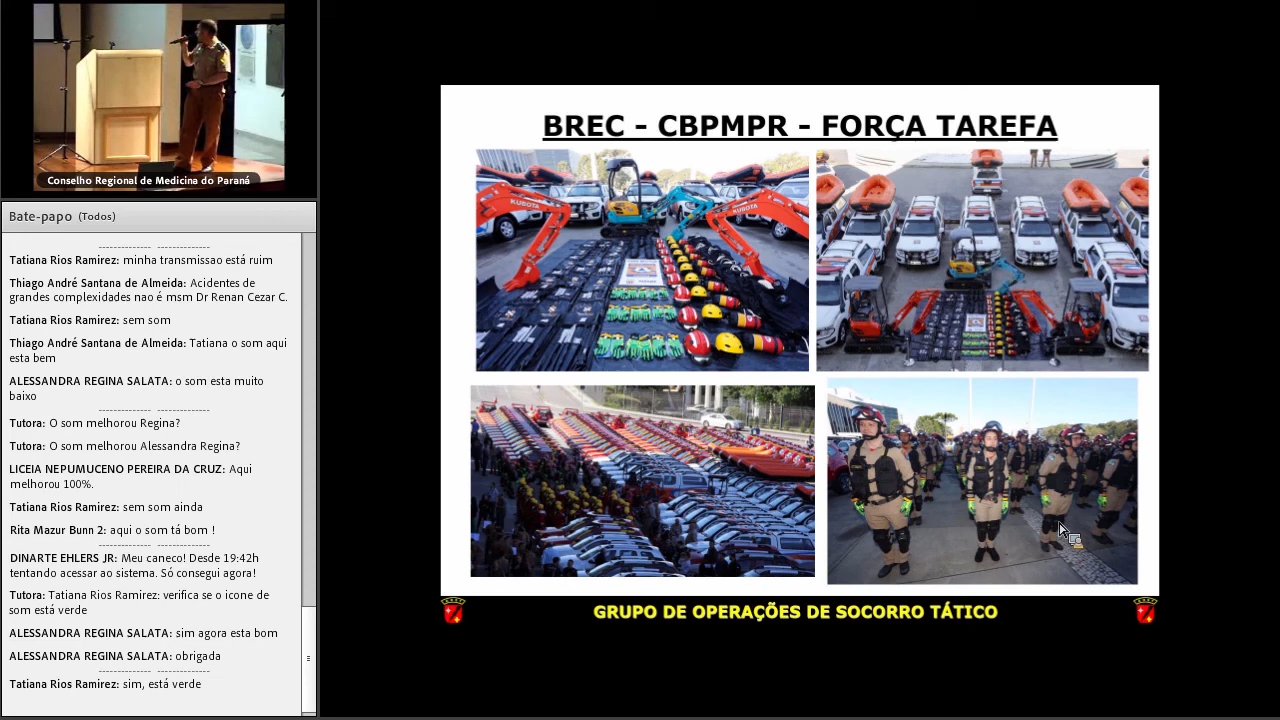 Conselho Regional de Medicina do Paraná
Bate-papo (Todos)
-------------- --------------
Tatiana Rios Ramirez: minha transmissao está ruim
Thiago André Santana de Almeida: Acidentes de
grandes complexidades nao é msm Dr Renan Cezar C.
Tatiana Rios Ramirez: sem som
Thiago André Santana de Almeida: Tatiana o som on
esta bem
ALESSANDRA REGINA SALATA: o som esta muito
baixo
-------------- --------------
Tutora: O som melhorou Regina?
Tutora: O som melhorou Alessandra Regina?
LICEIA NEPUMUCENO PEREIRA DA CRUZ: Aqui
melhorou 100%.
Tatiana Rios Ramirez: sem som ainda
Rita Mazur Bunn 2: aqui o som tá bom !
-------------- --------------
DINARTE EHLERS JR: Meu caneco! Desde 19:42h
tentando acessar ao sistema. Só consegui agora!
Tutora: Tatiana Rios Ramirez: verifica se o icone de
som está verde
ALESSANDRA REGINA SALATA: sim agora esta bom
ALESSANDRA REGINA SALATA: obrigada
-------------- --------------
Tatiana Rios Ramirez: sim, está verde
BREC - CBPMPR - FORÇA TAREFA
KUBOTA
KUBOTA
GRUPO DE OPERAÇÕES DE SOCORRO TÁTICO